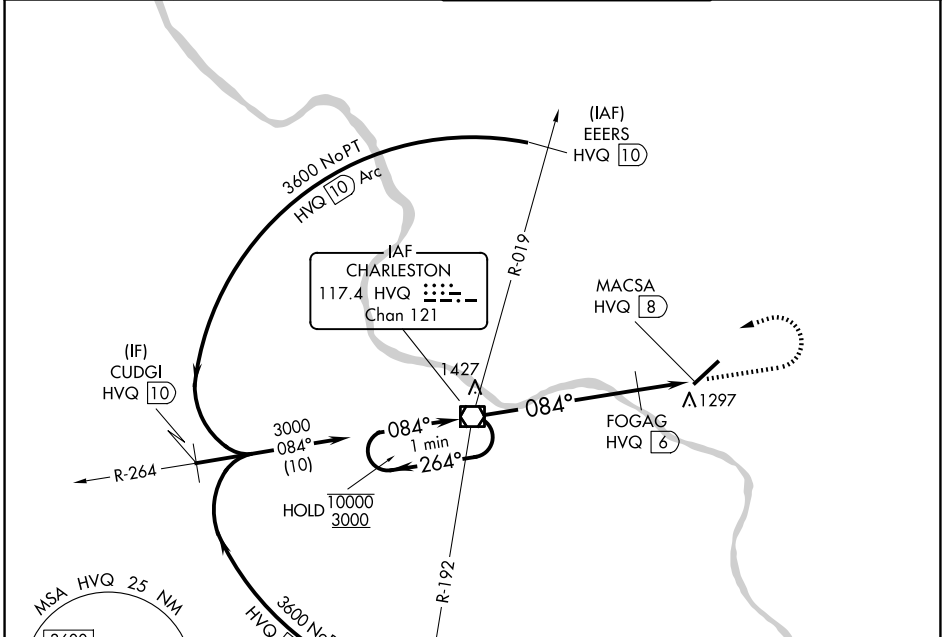 (IAF)
EEERS
HVQ 10
3600 NoPT
HVQ 10 Arc
R-019
IAF
CHARLESTON
117.4 HVQ
Chan 121
MACSA
HVQ 8
(IF)
CUDGI
HVQ 10
1427
1297
084°
FOGAG
HVQ 6
3000
084°
(10)
084°
1 min
264°
R-264
HOLD 10000
3000
R-192
MSA HVQ 25 NM
3600 NoPT
HVQ